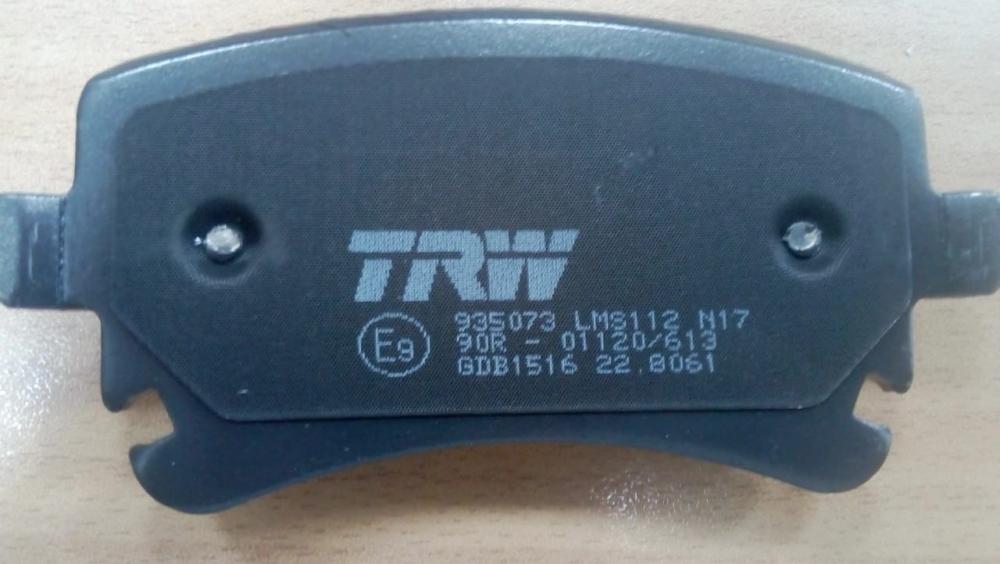 TRW
935073 LMS112 N17
E9 90R - 01120/613
GDB1516 22.8061